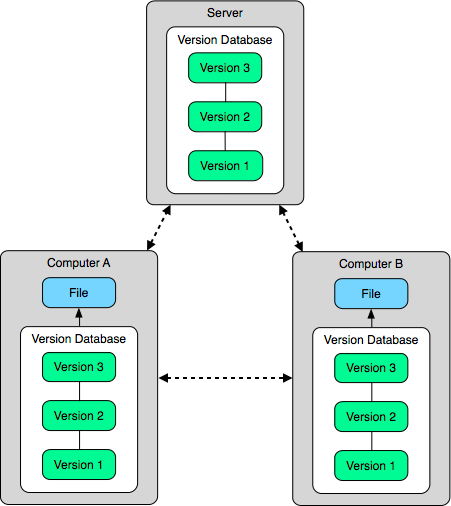 Server
Version Database
Version 3
Version 2
Version 1
Computer A
File
Version Database
Version 3
Version 2
Version 1
Computer B
File
Version Database
Version 3
Version 2
Version 1